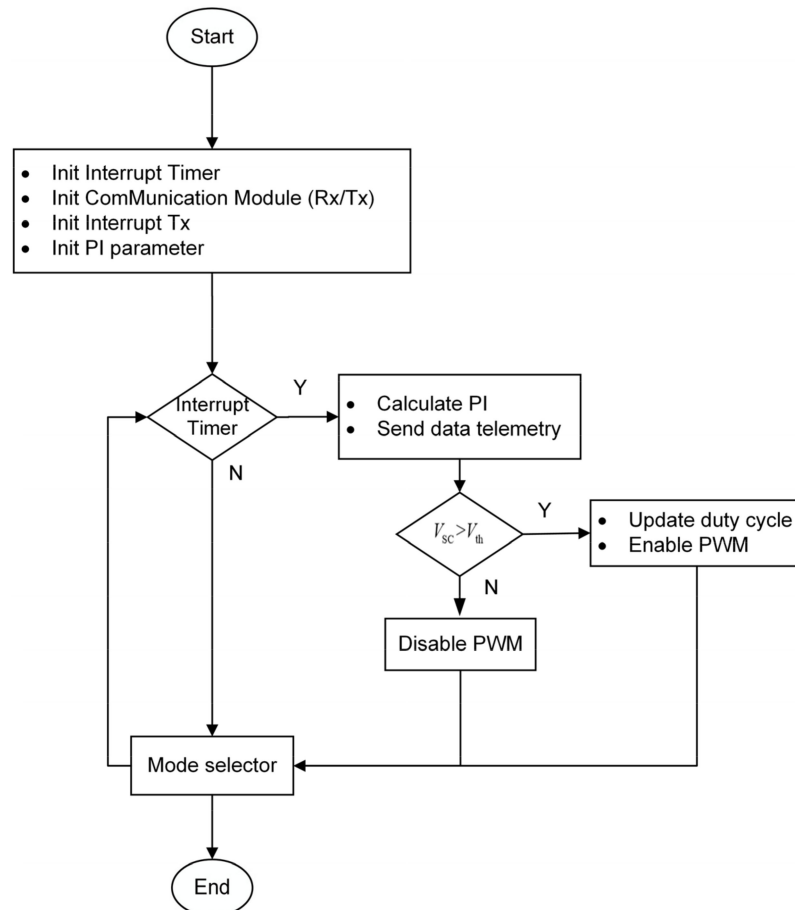 Start
• Init Interrupt Timer
• Init ComMunication Module (Rx/Tx)
• Init Interrupt Tx
• Init PI parameter
Interrupt
Timer
Y
N
• Calculate PI
• Send data telemetry
V_SC>V_th
Y
N
• Update duty cycle
• Enable PWM
Disable PWM
Mode selector
End